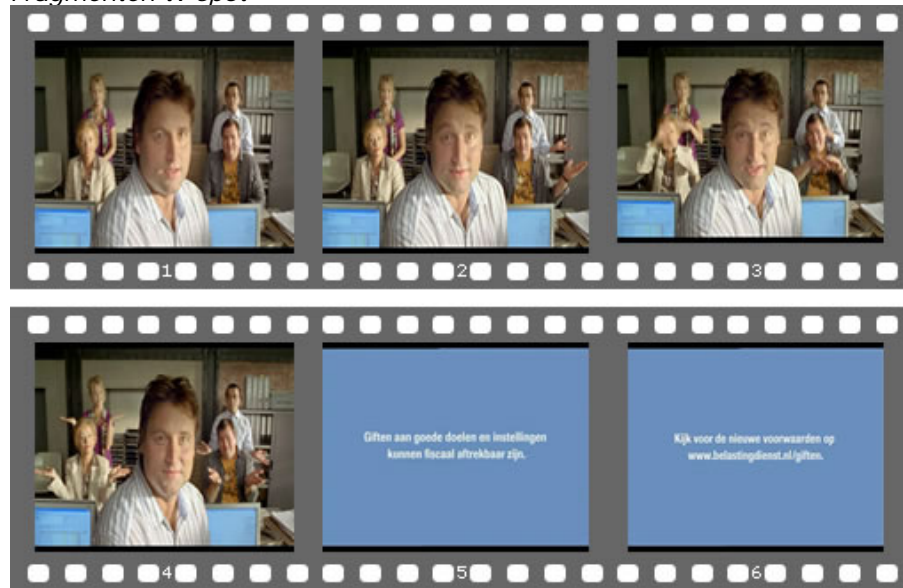 Fragmenten tv-spot
1
2
3
Giften aan goede doelen en instellingen
kunnen fiscaal aftrekbaar zijn.
Kijk voor de nieuwe voorwaarden op
www.belastingdienst.nl/giften.
4
5
6